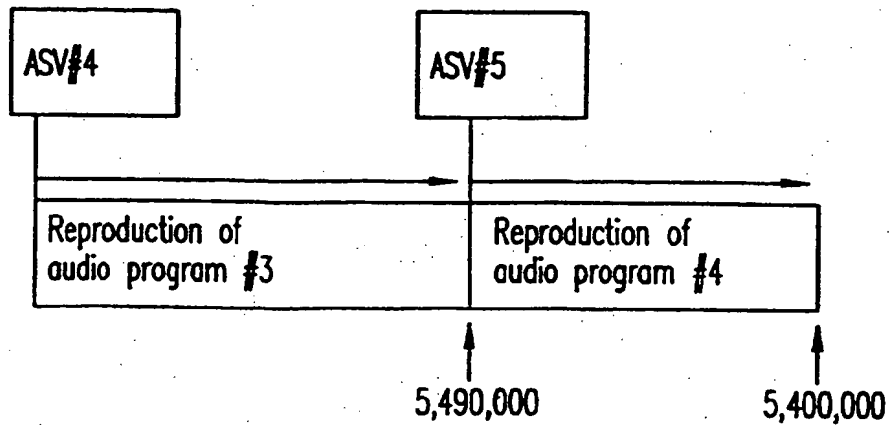 ASV#4
ASV#5
Reproduction of
audio program #3
Reproduction of
audio program #4
5,490,000
5,400,000